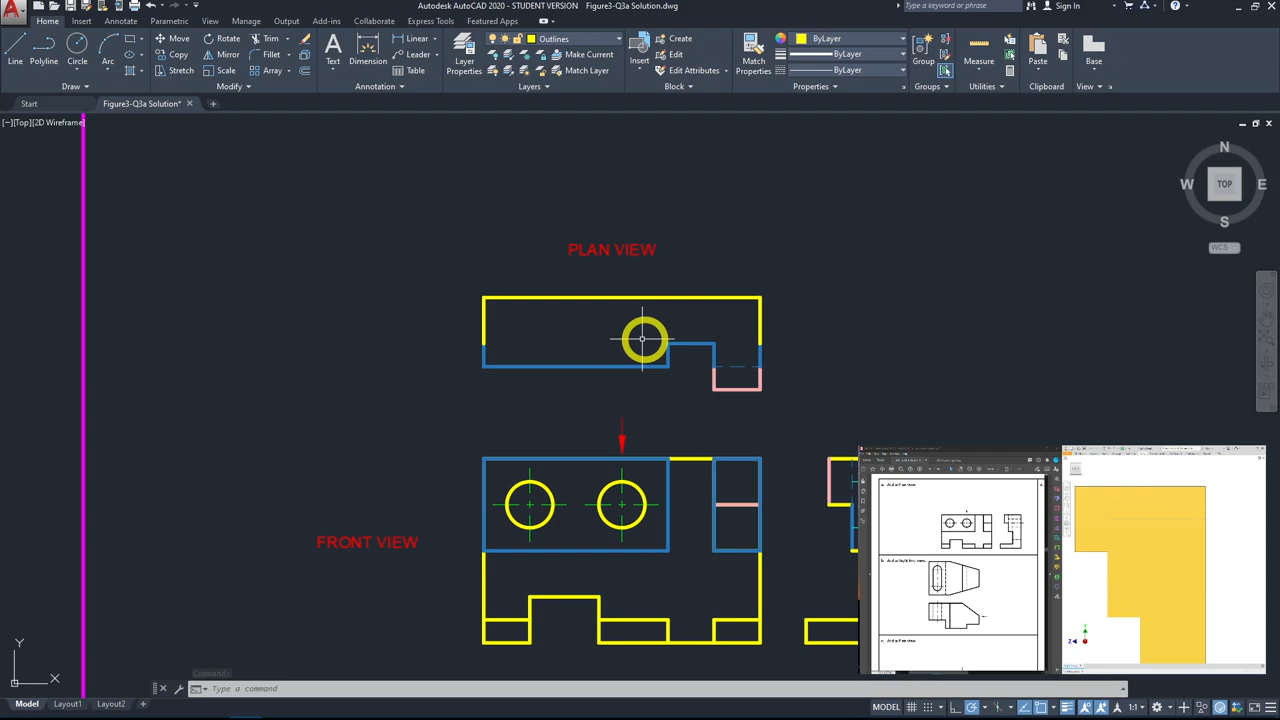 Autodesk AutoCAD 2020 - STUDENT VERSION Figure3-Q3a Solution.dwg
Type a keyword or phrase
Sign In
Home Insert Annotate Parametric View Manage Output Add-ins Collaborate Express Tools Featured Apps
Line Polyline Circle Arc
Move Rotate Trim
Copy Mirror Fillet
Stretch Scale Array
Text Dimension
Linear
Leader
Table
Layer Properties
Outlines
Make Current
Match Layer
Insert
Create
Edit
Edit Attributes
Match Properties
ByLayer
ByLayer
ByLayer
Group
Measure
Paste
Base
Draw Modify Annotation Layers Block Properties Groups Utilities Clipboard View
Start Figure3-Q3a Solution*
[−][Top][2D Wireframe]
N
W TOP E
S
WCS
PLAN VIEW
FRONT VIEW
Y
X
Y
Z
Command:
Type a command
Model Layout1 Layout2
MODEL 1:1